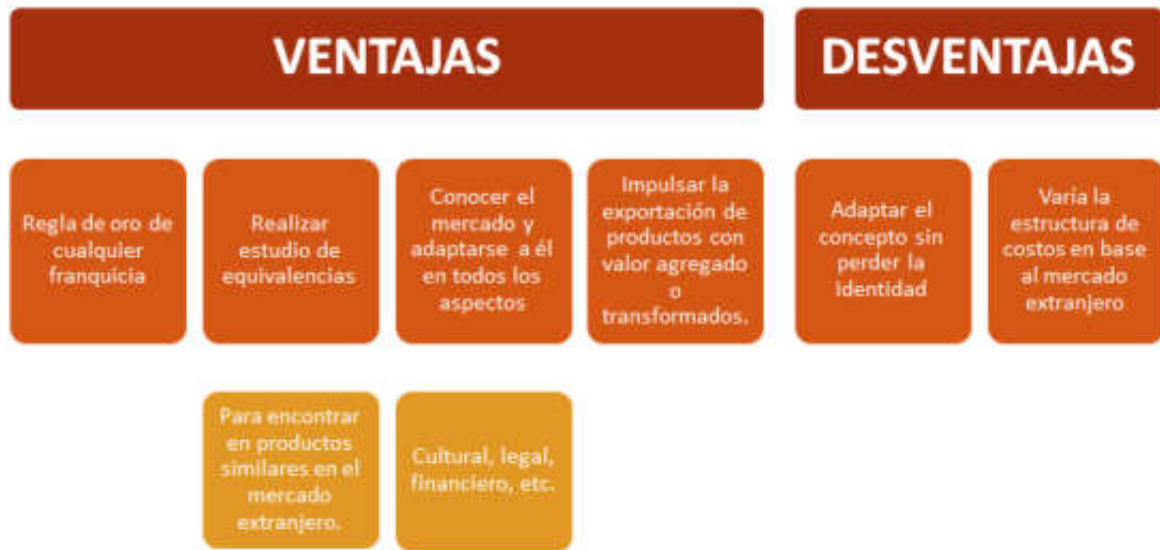 VENTAJAS
DESVENTAJAS
Regla de oro de
cualquier
franquicia
Realizar
estudio de
equivalencias
Conocer el
mercado y
adaptarse a él
en todos los
aspectos
Impulsar la
exportación de
productos con
valor agregado
o
transformados.
Adaptar el
concepto sin
perder la
identidad
Varia la
estructura de
costos en base
al mercado
extranjero
Para encontrar
en productos
similares en el
mercado
extranjero.
Cultural, legal,
financiero, etc.